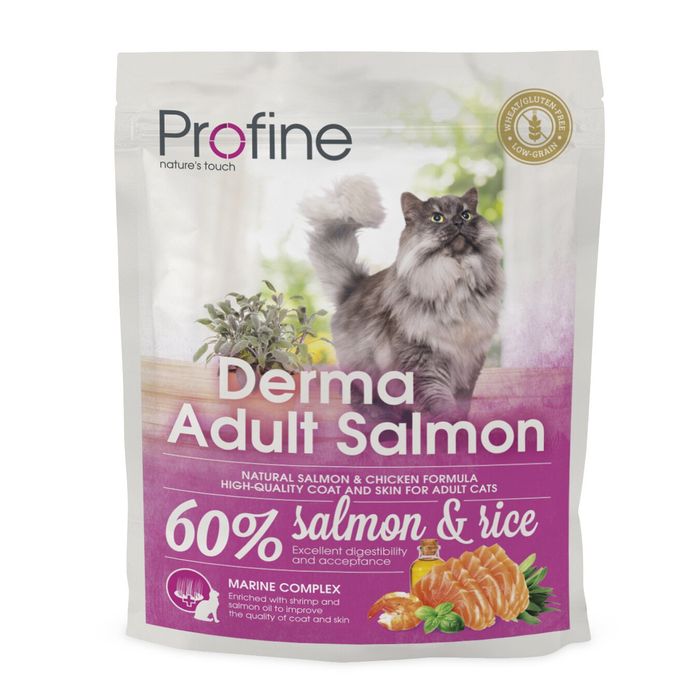 Profine
nature's touch
WHEAT/GLUTEN-FREE
LOW-GRAIN
Derma
Adult Salmon
NATURAL SALMON & CHICKEN FORMULA
HIGH-QUALITY COAT AND SKIN FOR ADULT CATS
60% salmon & rice
Excellent digestibility
and acceptance
MARINE COMPLEX
Enriched with shrimp and
salmon oil to improve
the quality of coat and skin